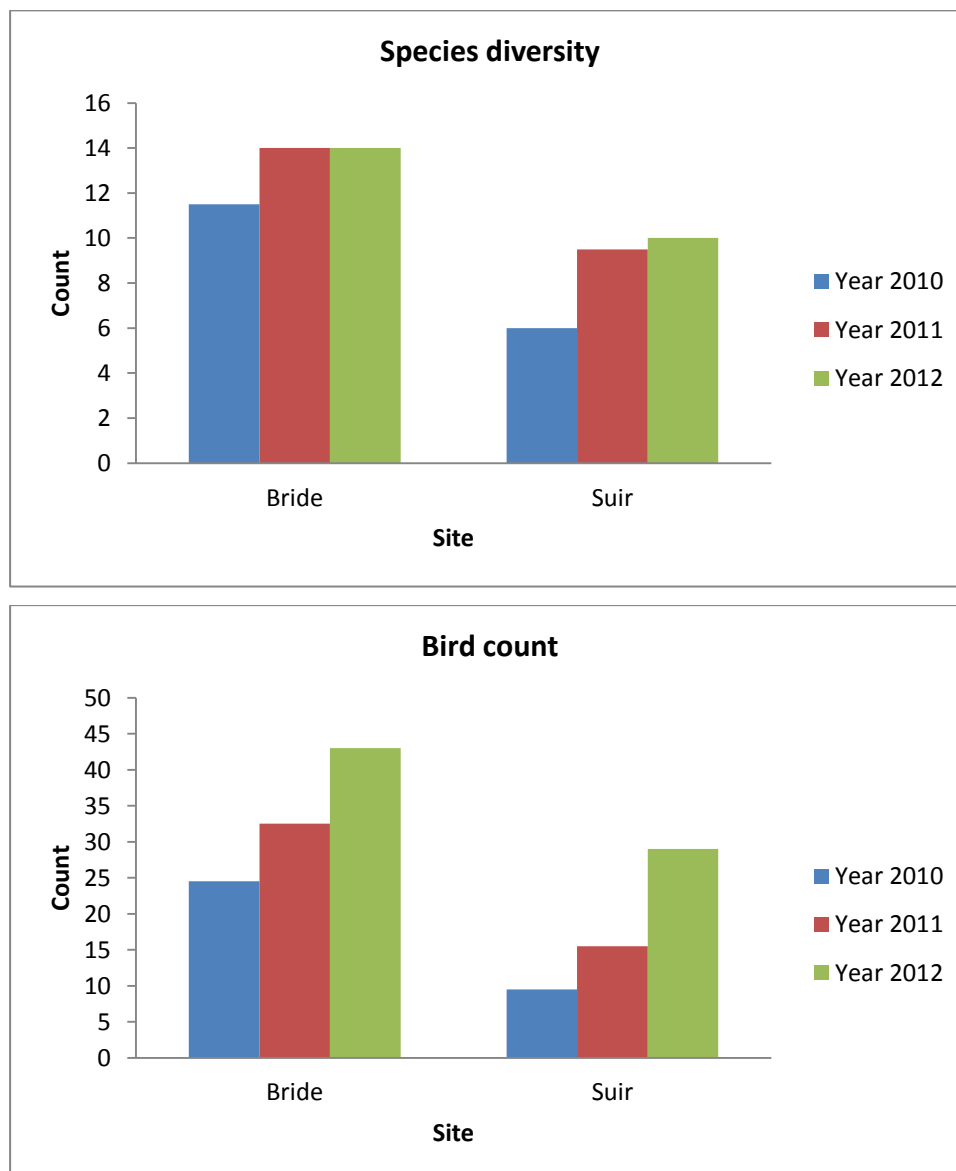 Species diversity
16
14
12
10
8
6
4
2
0
Count
Bride
Suir
Site
Year 2010
Year 2011
Year 2012
Bird count
50
45
40
35
30
25
20
15
10
5
0
Count
Bride
Suir
Site
Year 2010
Year 2011
Year 2012